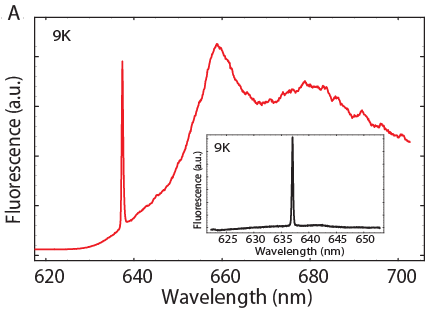 A
9K
Fluorescence (a.u.)
9K
Fluorescence (a.u.)
625 630 635 640 645 650
Wavelength (nm)
620 640 660 680 700
Wavelength (nm)